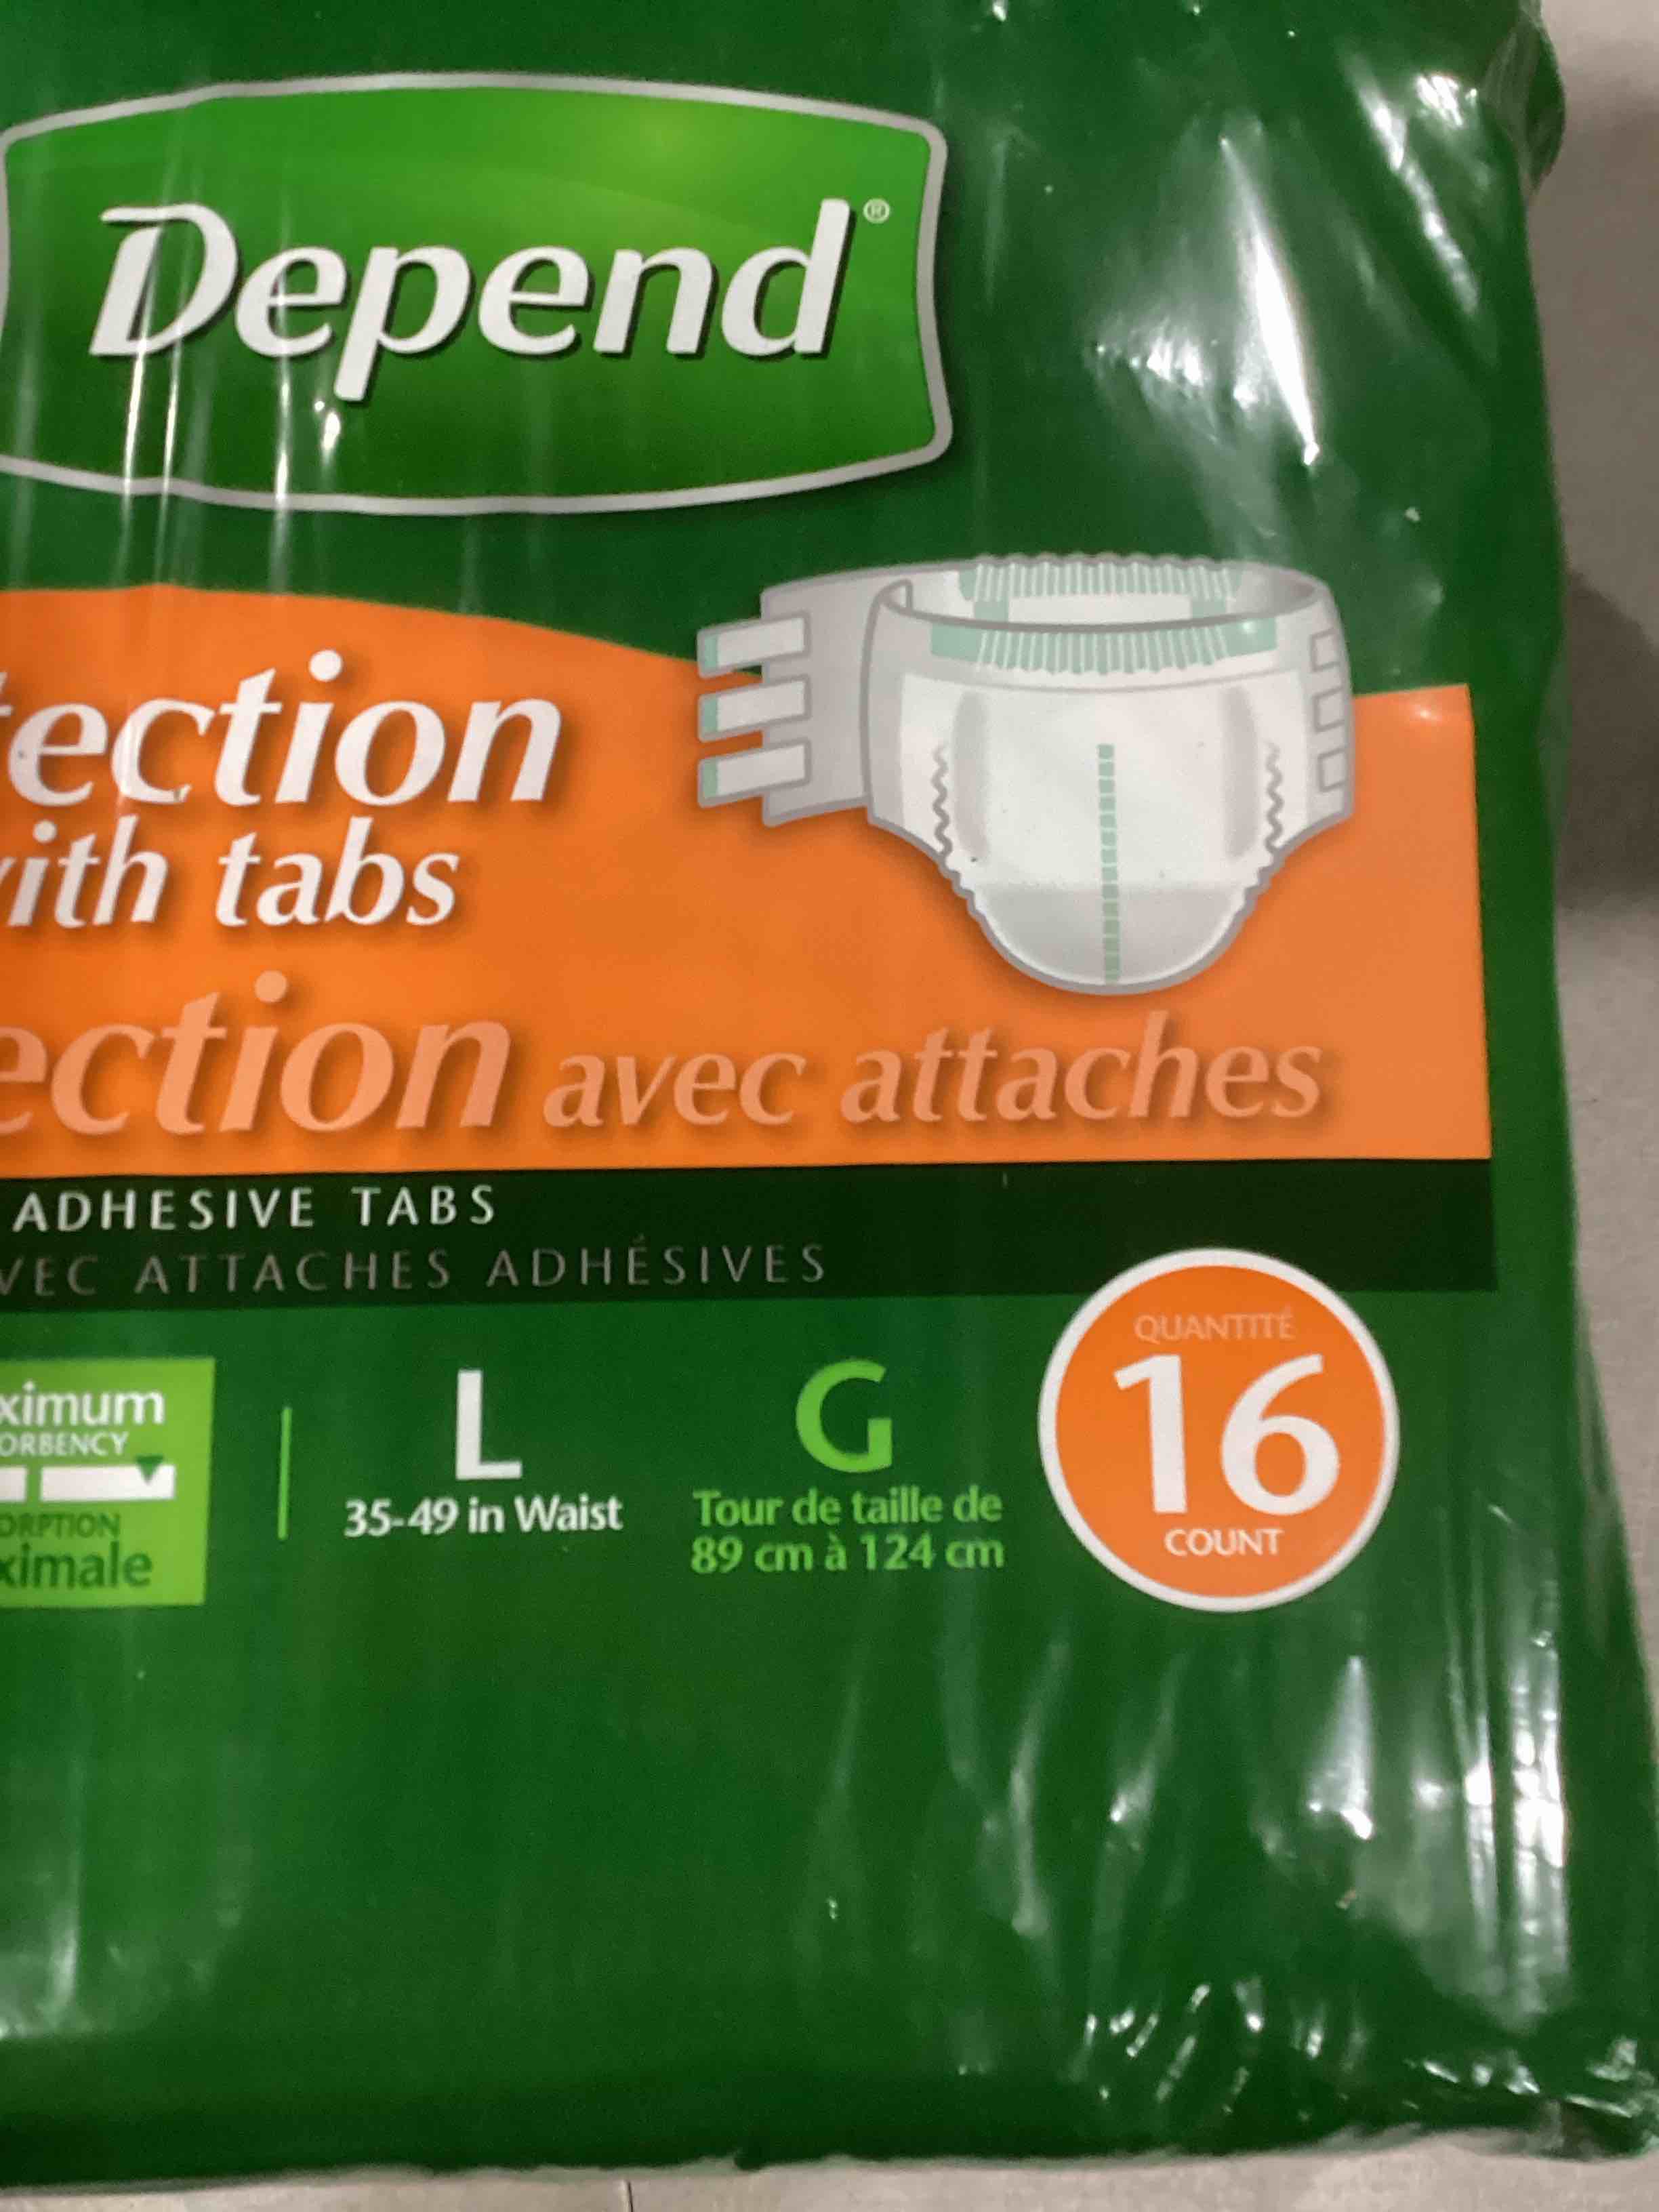 Depend®
tection
with tabs
ection avec attaches
ADHESIVE TABS
VEC ATTACHES ADHÉSIVES
ximum
ORBENCY
ORPTION
ximale
L
35-49 in Waist
G
Tour de taille de
89 cm à 124 cm
QUANTITÉ
16
COUNT